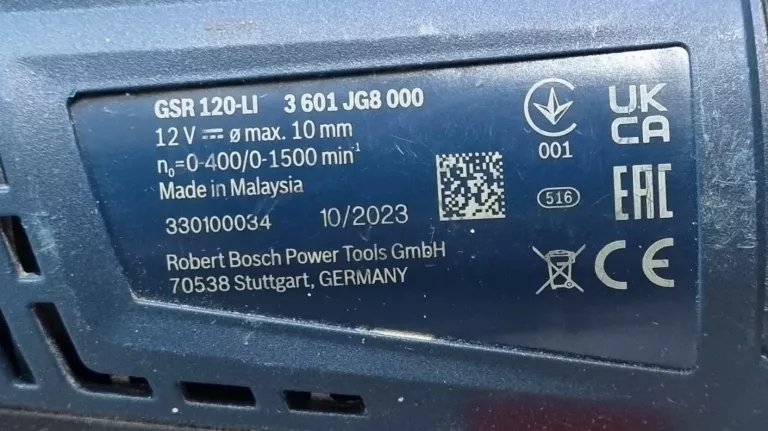 GSR 120-LI 3 601 JG8 000
12 V ⎓ ø max. 10 mm
n₀=0-400/0-1500 min⁻¹
Made in Malaysia
330100034 10/2023
Robert Bosch Power Tools GmbH
70538 Stuttgart, GERMANY
001
UK
CA
516
EAC
CE